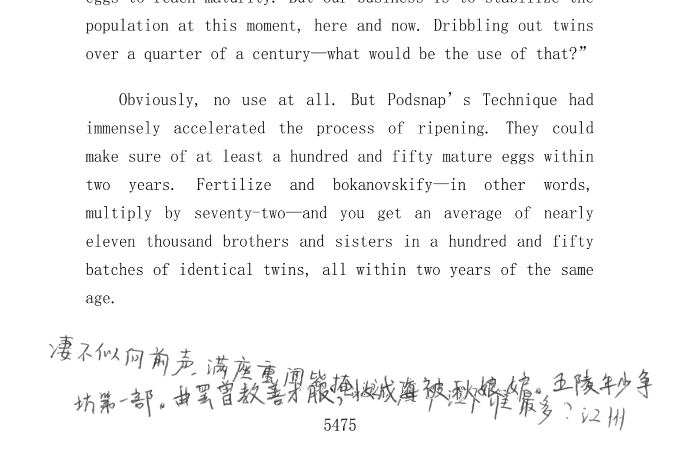 eggs to reach maturity. But our business is to stabilize the
population at this moment, here and now. Dribbling out twins
over a quarter of a century—what would be the use of that?”
Obviously, no use at all. But Podsnap’s Technique had
immensely accelerated the process of ripening. They could
make sure of at least a hundred and fifty mature eggs within
two years. Fertilize and bokanovskify—in other words,
multiply by seventy-two—and you get an average of nearly
eleven thousand brothers and sisters in a hundred and fifty
batches of identical twins, all within two years of the same
age.
凄不似向前声，满座重闻皆掩泣 最多？江州
坊第一部。曲罢曾教善才服，妆成 被秋娘妒。五陵年少争
5475